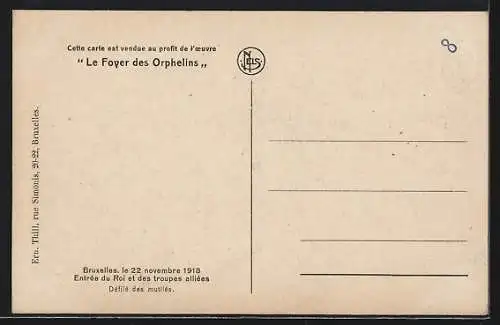 Cette carte est vendue au profit de l'œuvre
" Le Foyer des Orphelins „
NELS
8
Ern. Thill, rue Simonis, 20-22, Bruxelles.
Bruxelles, le 22 novembre 1918
Entrée du Roi et des troupes alliées
Défilé des mutilés.